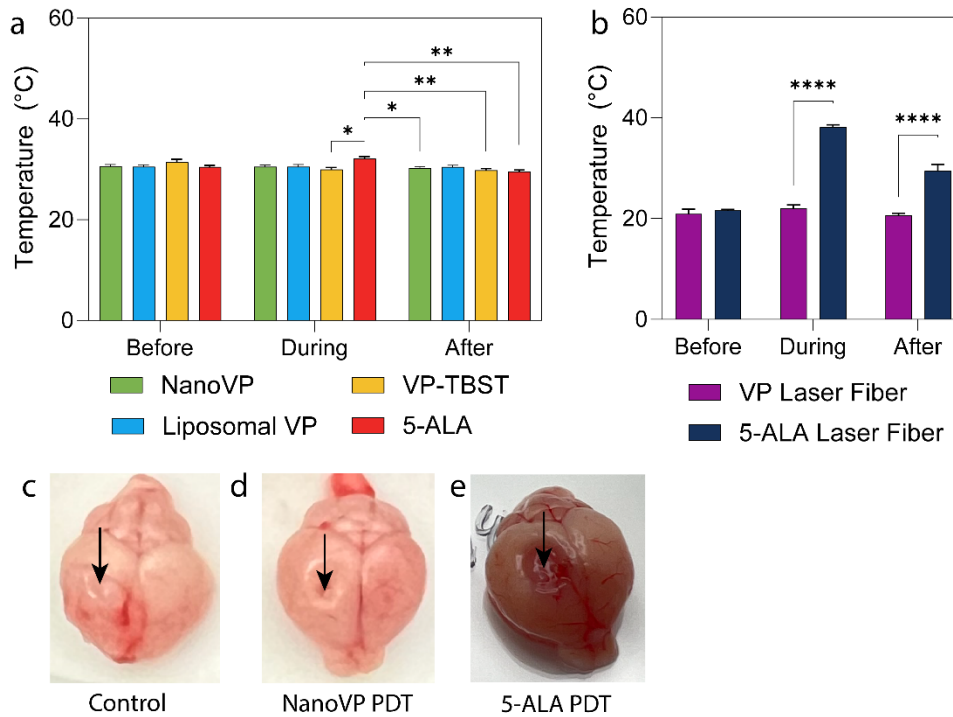 a
60
40
20
0
Temperature (°C)
**
**
*
*
Before During After
NanoVP VP-TBST
Liposomal VP 5-ALA
b
60
40
20
0
Temperature (°C)
****
****
Before During After
VP Laser Fiber
5-ALA Laser Fiber
c d e
Control NanoVP PDT 5-ALA PDT